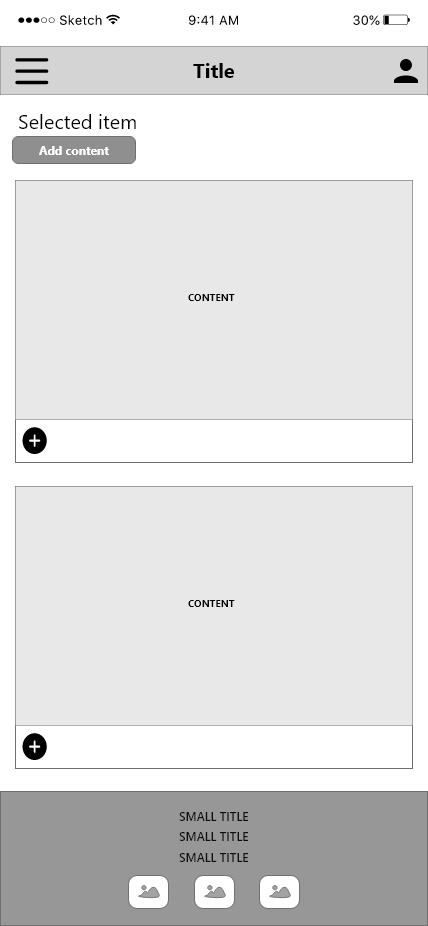 Sketch 9:41 AM 30%
Title
Selected item
Add content
CONTENT
CONTENT
SMALL TITLE
SMALL TITLE
SMALL TITLE